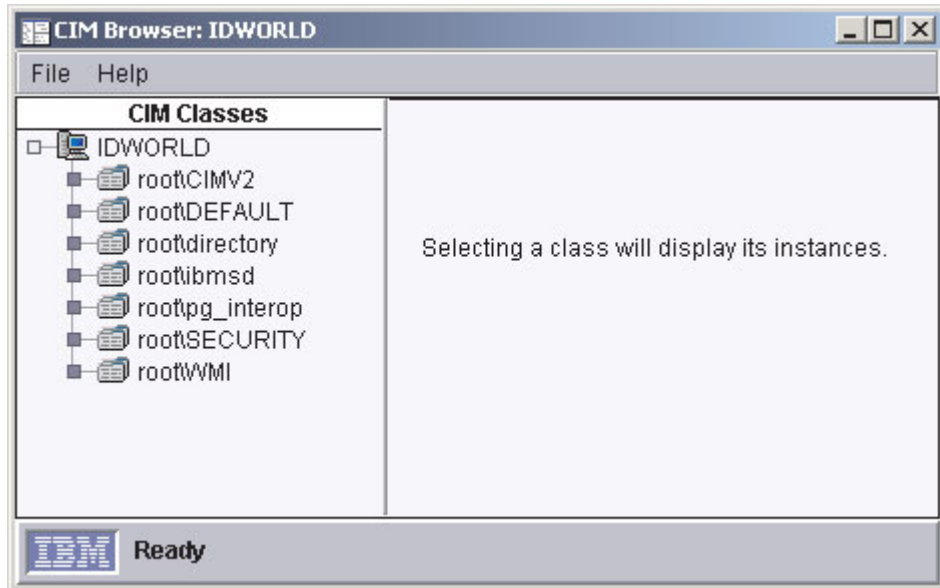 CIM Browser: IDWORLD
File Help
CIM Classes
IDWORLD
root\CIMV2
root\DEFAULT
root\directory
root\ibmsd
root\pg_interop
root\SECURITY
root\WMI
Selecting a class will display its instances.
IBM Ready